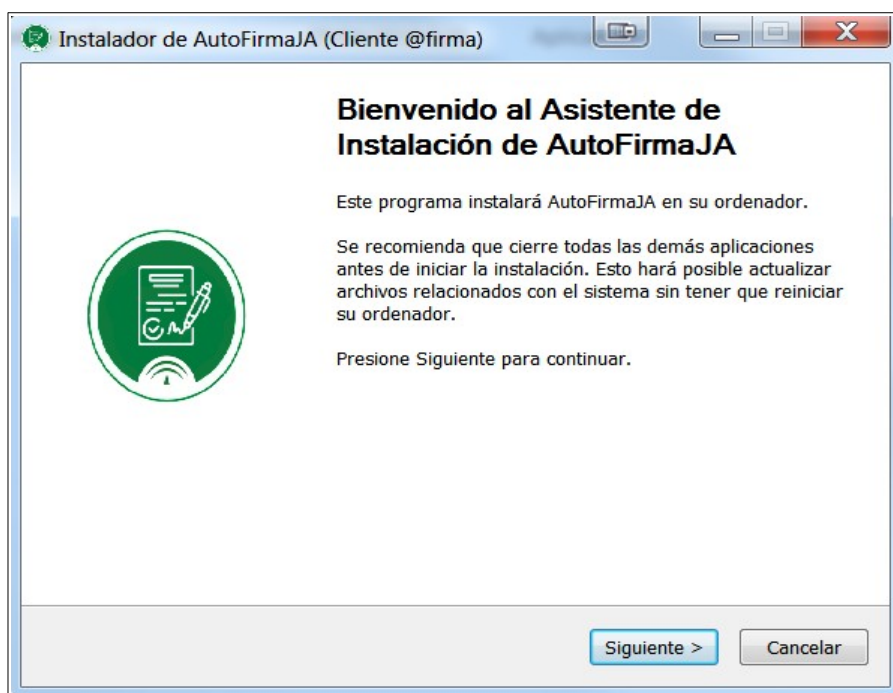 Instalador de AutoFirmaJA (Cliente @firma)
Bienvenido al Asistente de
Instalación de AutoFirmaJA
Este programa instalará AutoFirmaJA en su ordenador.
Se recomienda que cierre todas las demás aplicaciones
antes de iniciar la instalación. Esto hará posible actualizar
archivos relacionados con el sistema sin tener que reiniciar
su ordenador.
Presione Siguiente para continuar.
Siguiente >
Cancelar